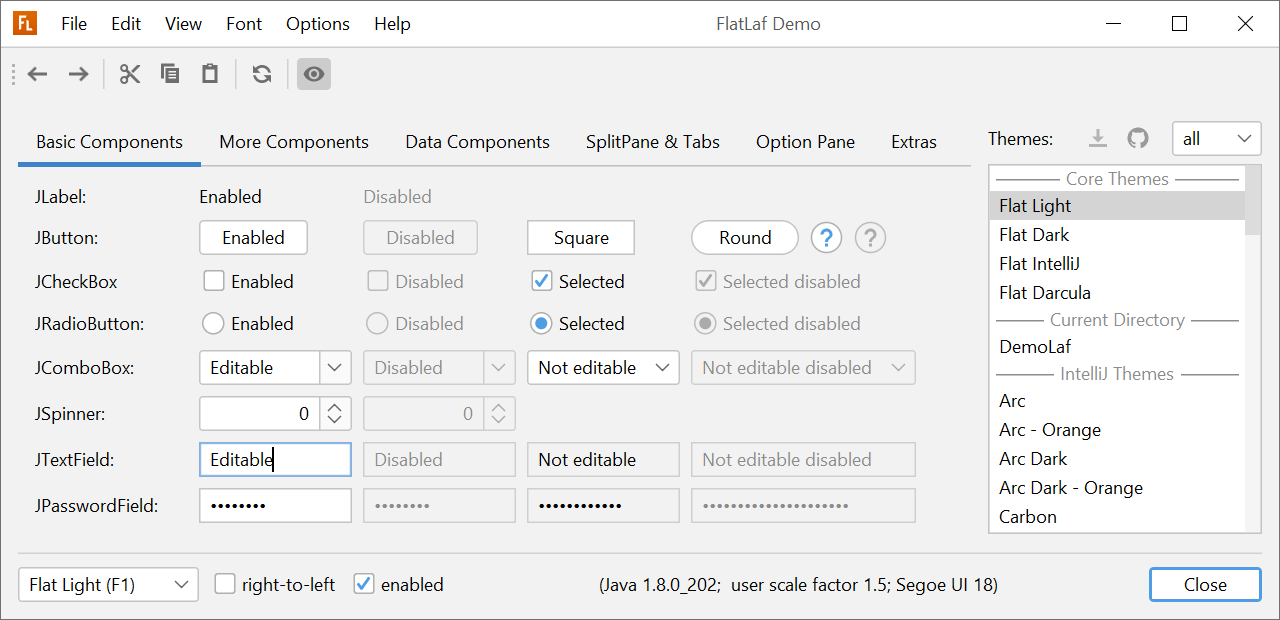 FL File Edit View Font Options Help FlatLaf Demo
Basic Components More Components Data Components SplitPane & Tabs Option Pane Extras
Themes: all
JLabel: Enabled Disabled
JButton: Enabled Disabled Square Round ? ?
JCheckBox Enabled Disabled Selected Selected disabled
JRadioButton: Enabled Disabled Selected Selected disabled
JComboBox: Editable Disabled Not editable Not editable disabled
JSpinner: 0 0
JTextField: Editable Disabled Not editable Not editable disabled
JPasswordField: •••••••• •••••••• •••••••••••• ••••••••••••••••••••
Core Themes
Flat Light
Flat Dark
Flat IntelliJ
Flat Darcula
Current Directory
DemoLaf
IntelliJ Themes
Arc
Arc - Orange
Arc Dark
Arc Dark - Orange
Carbon
Flat Light (F1) right-to-left enabled (Java 1.8.0_202; user scale factor 1.5; Segoe UI 18) Close